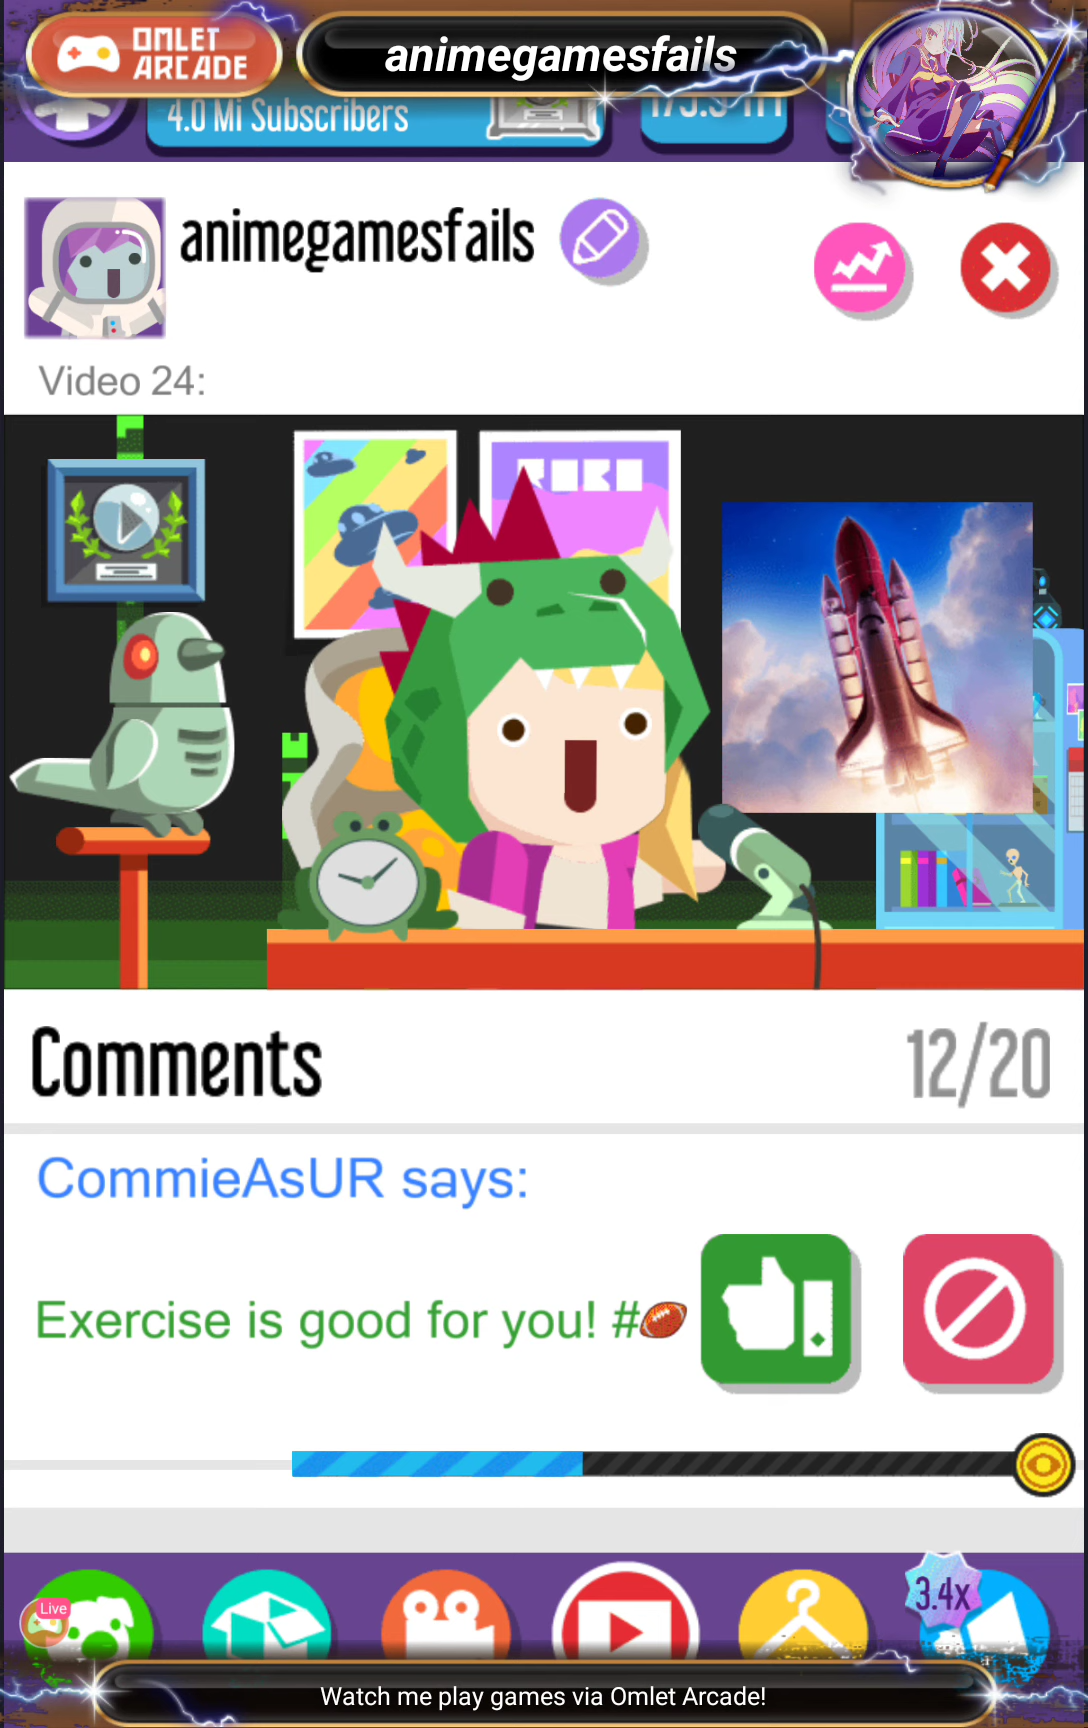 OMLET
ARCADE
animegamesfails
4.0 Mi Subscribers
animegamesfails
Video 24:
Comments
12/20
CommieAsUR says:
Exercise is good for you! #🏈
3.4x
Live
Watch me play games via Omlet Arcade!